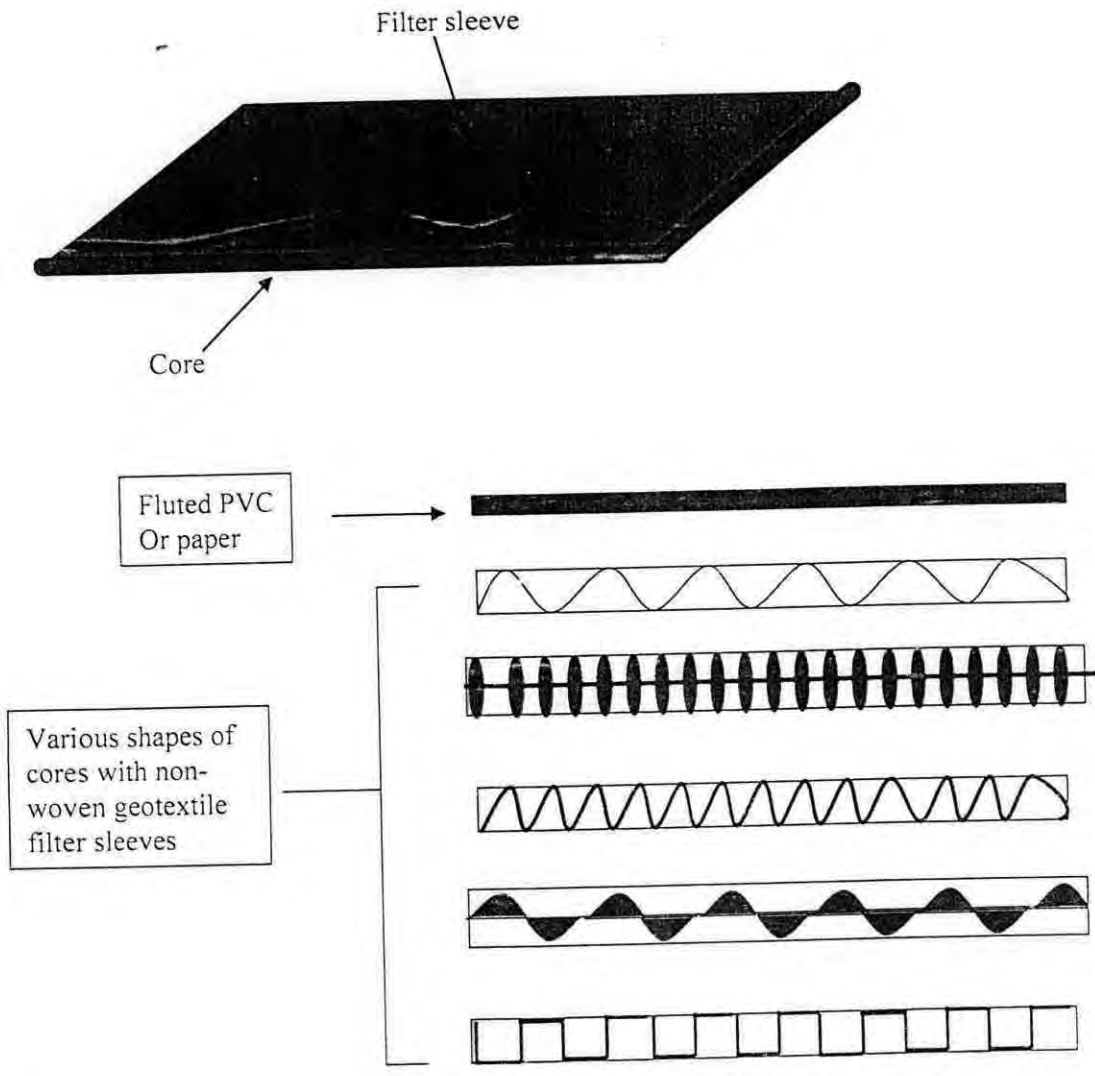 Filter sleeve
Core
Fluted PVC
Or paper
Various shapes of
cores with non-
woven geotextile
filter sleeves